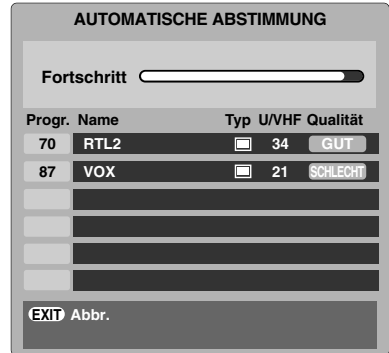 AUTOMATISCHE ABSTIMMUNG
Fortschritt
Progr. Name Typ U/VHF Qualität
70 RTL2 34 GUT
87 VOX 21 SCHLECHT
EXIT Abbr.